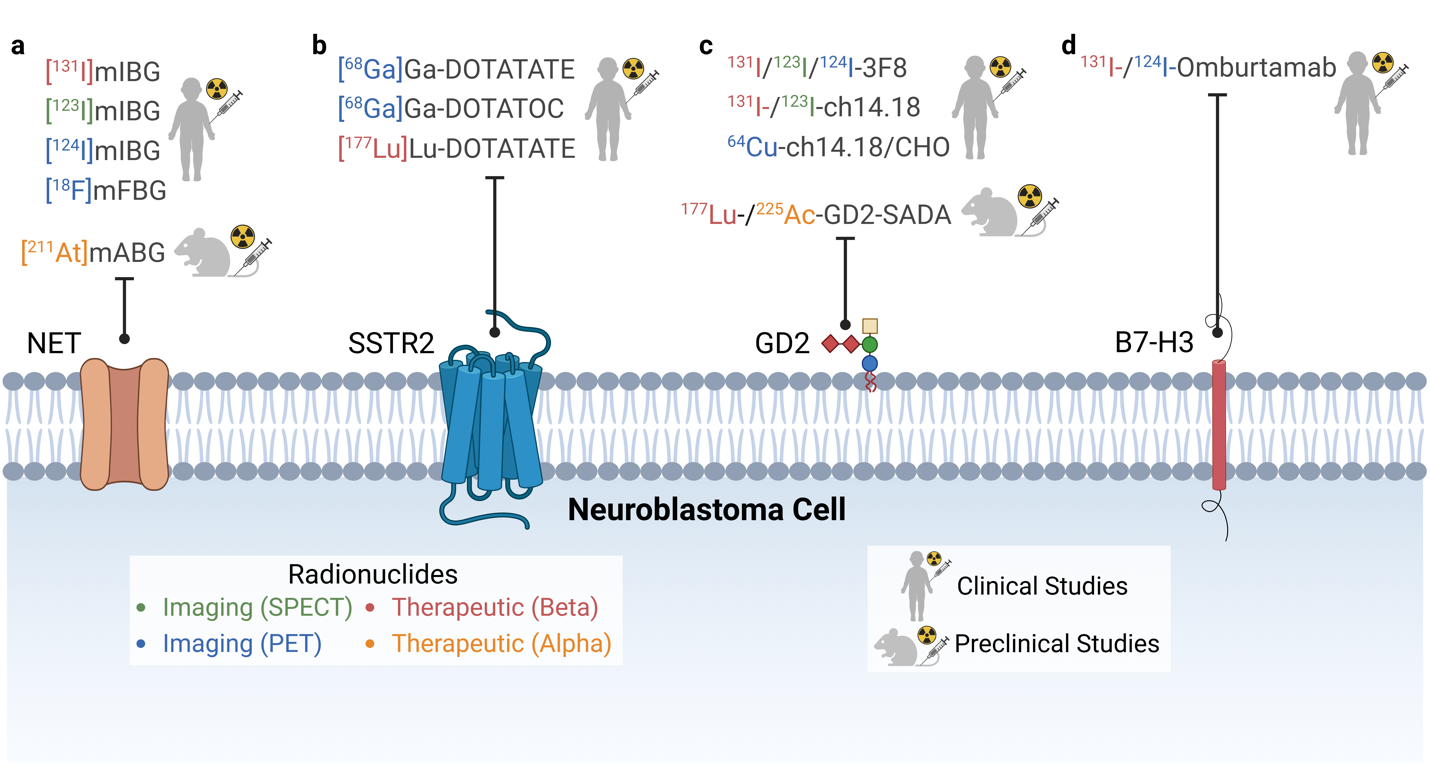 a
[¹³¹I]mIBG
[¹²³I]mIBG
[¹²⁴I]mIBG
[¹⁸F]mFBG
[²¹¹At]mABG
NET
b
[⁶⁸Ga]Ga-DOTATATE
[⁶⁸Ga]Ga-DOTATOC
[¹⁷⁷Lu]Lu-DOTATATE
SSTR2
c
¹³¹I/¹²³I/¹²⁴I-3F8
¹³¹I-/¹²³I-ch14.18
⁶⁴Cu-ch14.18/CHO
¹⁷⁷Lu-/²²⁵Ac-GD2-SADA
GD2
d
¹³¹I-/¹²⁴I-Omburtamab
B7-H3
Neuroblastoma Cell
Radionuclides
• Imaging (SPECT) • Therapeutic (Beta)
• Imaging (PET) • Therapeutic (Alpha)
Clinical Studies
Preclinical Studies